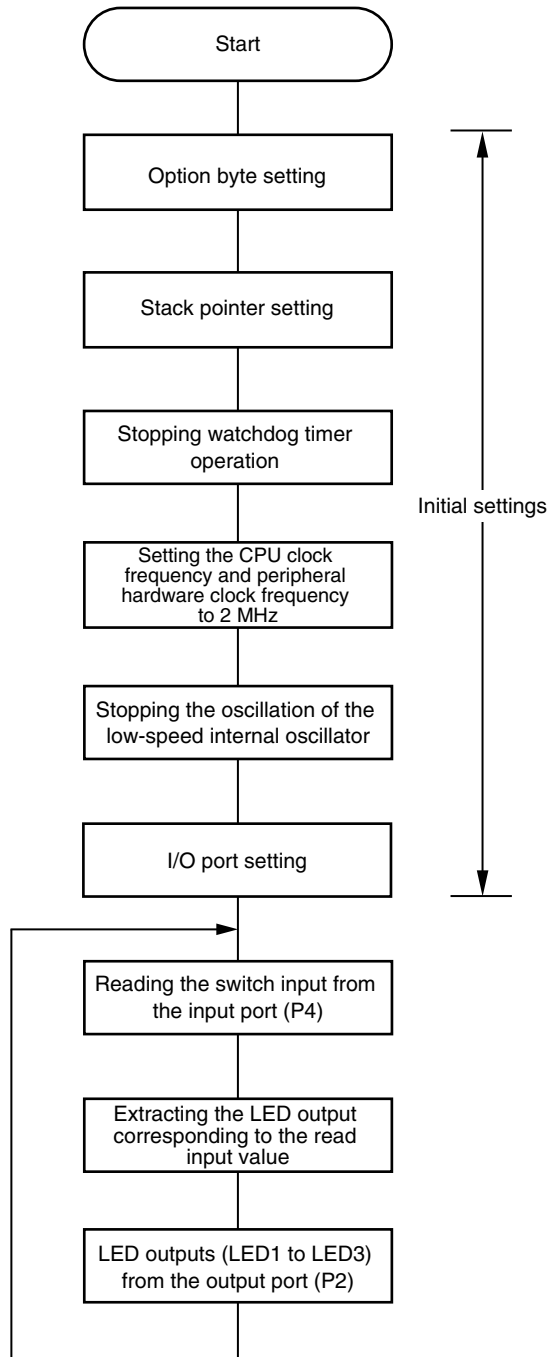 Start
Option byte setting
Stack pointer setting
Stopping watchdog timer
operation
Initial settings
Setting the CPU clock
frequency and peripheral
hardware clock frequency
to 2 MHz
Stopping the oscillation of the
low-speed internal oscillator
I/O port setting
Reading the switch input from
the input port (P4)
Extracting the LED output
corresponding to the read
input value
LED outputs (LED1 to LED3)
from the output port (P2)